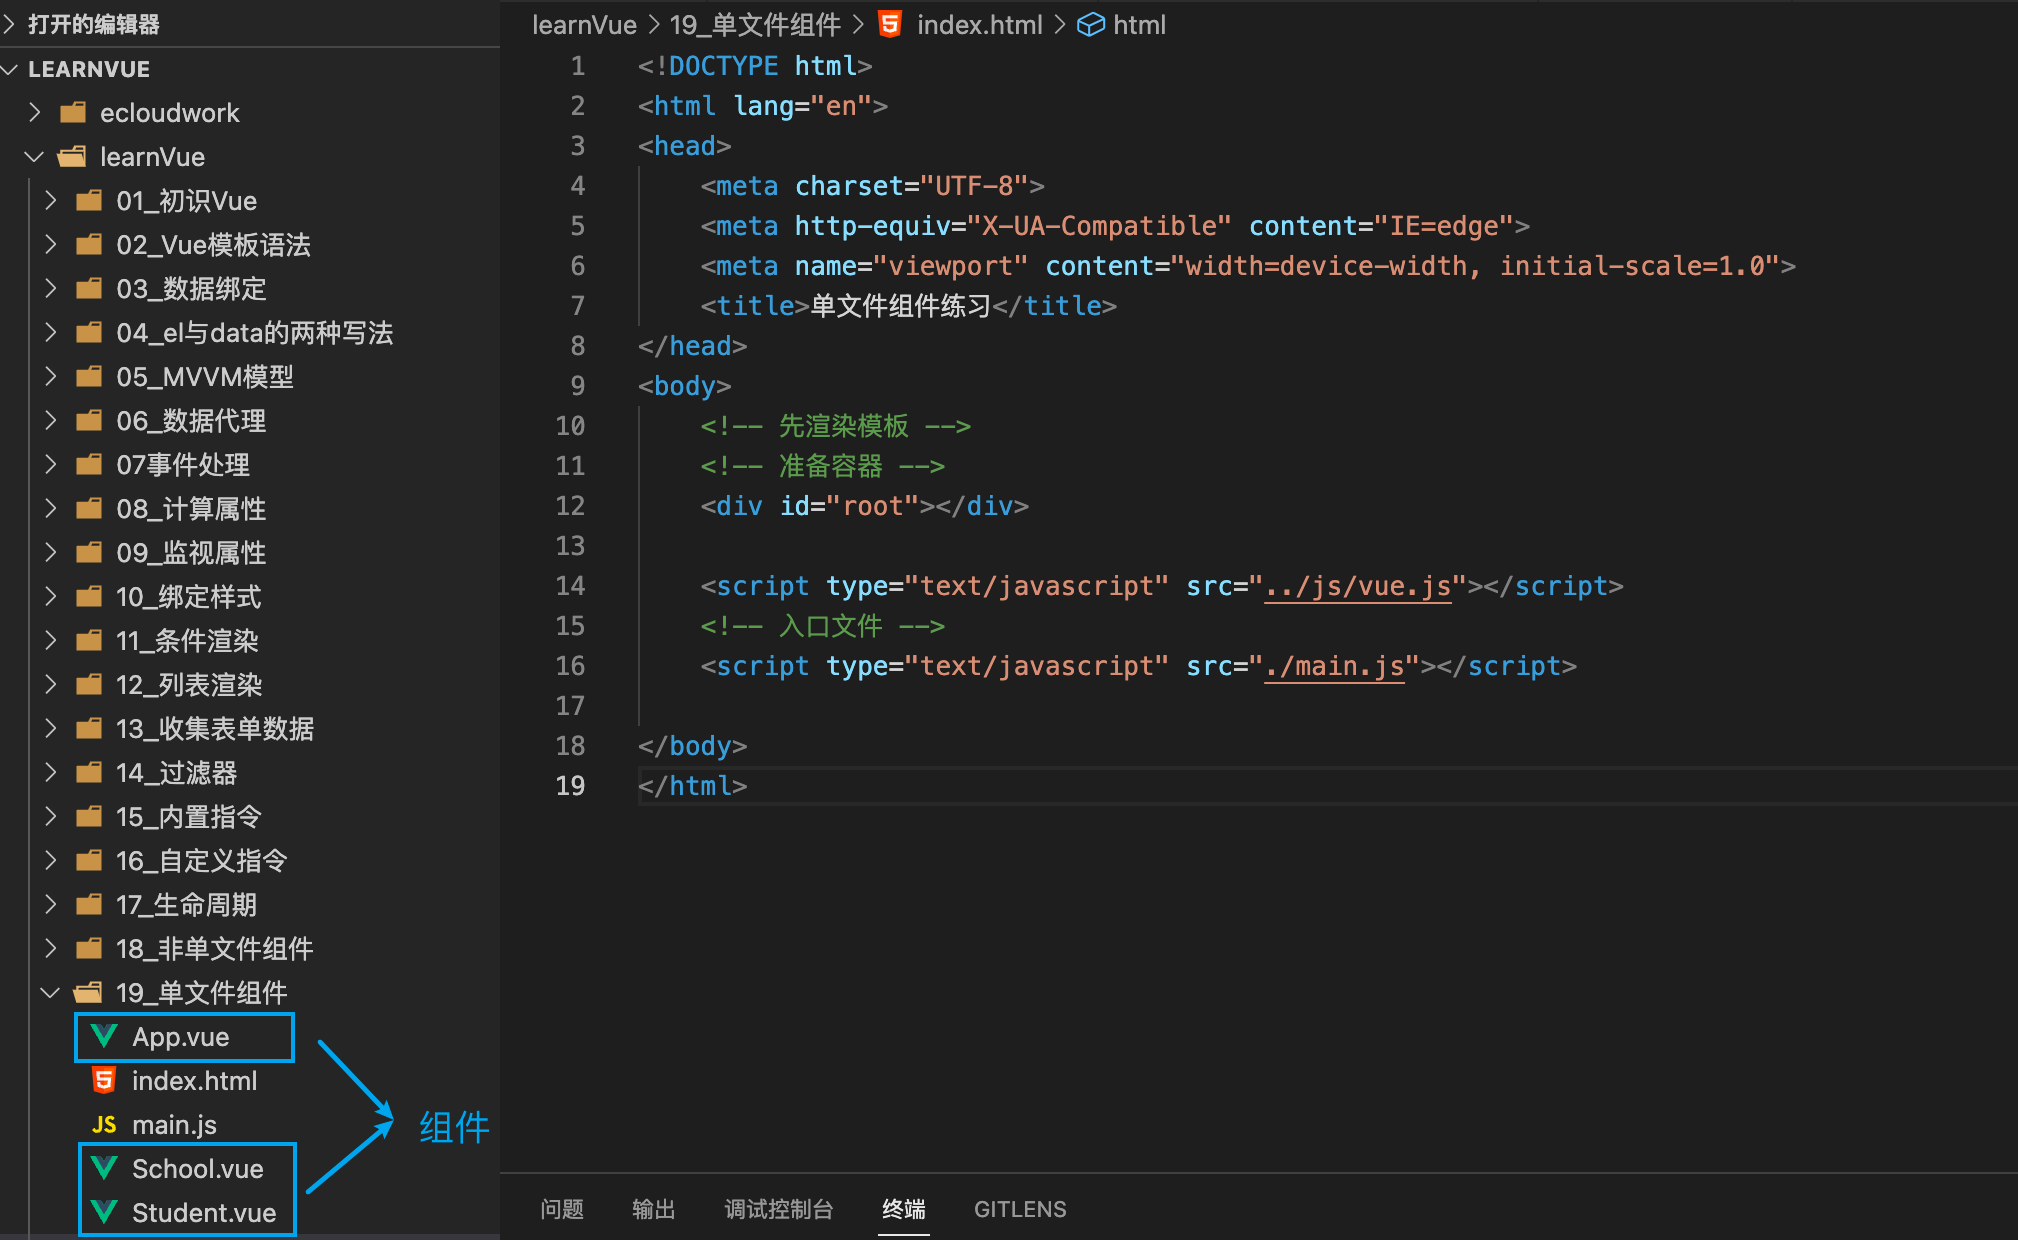 打开的编辑器
LEARNVUE
ecloudwork
learnVue
01_初识Vue
02_Vue模板语法
03_数据绑定
04_el与data的两种写法
05_MVVM模型
06_数据代理
07事件处理
08_计算属性
09_监视属性
10_绑定样式
11_条件渲染
12_列表渲染
13_收集表单数据
14_过滤器
15_内置指令
16_自定义指令
17_生命周期
18_非单文件组件
19_单文件组件
App.vue
index.html
JS main.js
School.vue
Student.vue
组件
learnVue > 19_单文件组件 > index.html > html
1 <!DOCTYPE html>
2 <html lang="en">
3 <head>
4     <meta charset="UTF-8">
5     <meta http-equiv="X-UA-Compatible" content="IE=edge">
6     <meta name="viewport" content="width=device-width, initial-scale=1.0">
7     <title>单文件组件练习</title>
8 </head>
9 <body>
10     <!-- 先渲染模板 -->
11     <!-- 准备容器 -->
12     <div id="root"></div>
13
14     <script type="text/javascript" src="../js/vue.js"></script>
15     <!-- 入口文件 -->
16     <script type="text/javascript" src="./main.js"></script>
17
18 </body>
19 </html>
问题 输出 调试控制台 终端 GITLENS